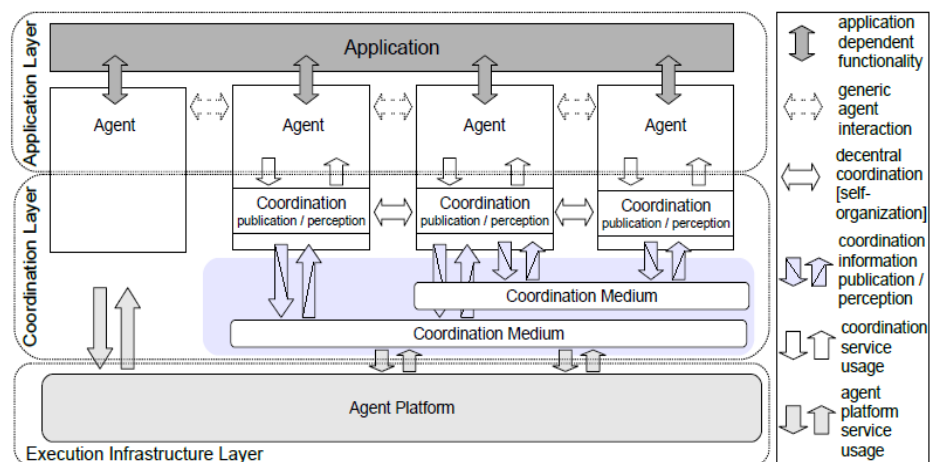 Application Layer
Application
Agent
Agent
Agent
Agent
Coordination Layer
Coordination
publication / perception
Coordination
publication / perception
Coordination
publication / perception
Coordination Medium
Coordination Medium
Agent Platform
Execution Infrastructure Layer
application
dependent
functionality
generic
agent
interaction
decentral
coordination
[self-
organization]
coordination
information
publication /
perception
coordination
service
usage
agent
platform
service
usage